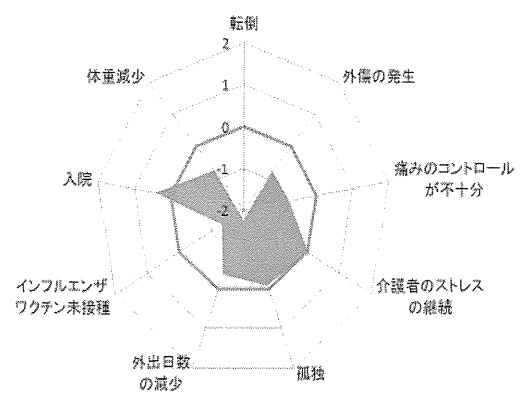 転倒
2
体重減少
外傷の発生
1
0
痛みのコントロール
が不十分
入院
-1
-2
インフルエンザ
ワクチン未接種
介護者のストレス
の継続
外出日数
の減少
孤独